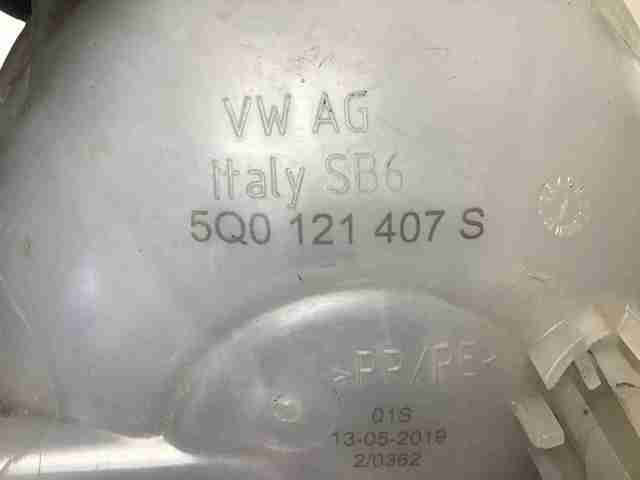 VW AG
Italy SB6
5Q0 121 407 S
>PP/PE<
01S
13-05-2019
2/0362